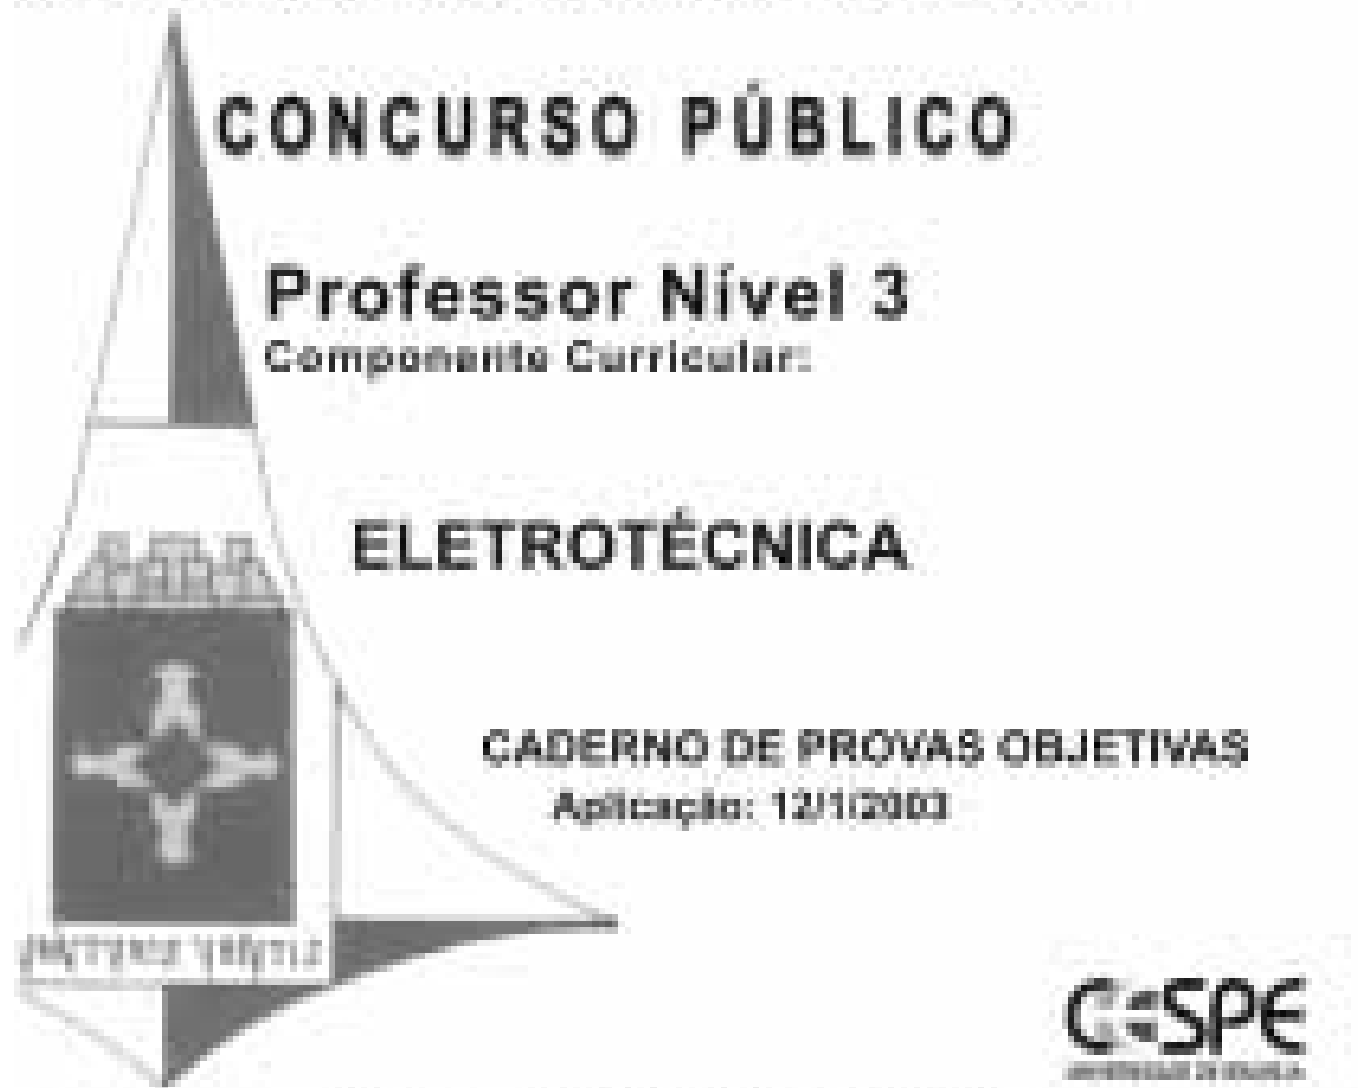 CONCURSO PÚBLICO
Professor Nível 3
Componente Curricular:
ELETROTÉCNICA
CADERNO DE PROVAS OBJETIVAS
Aplicação: 12/1/2003
CESPE